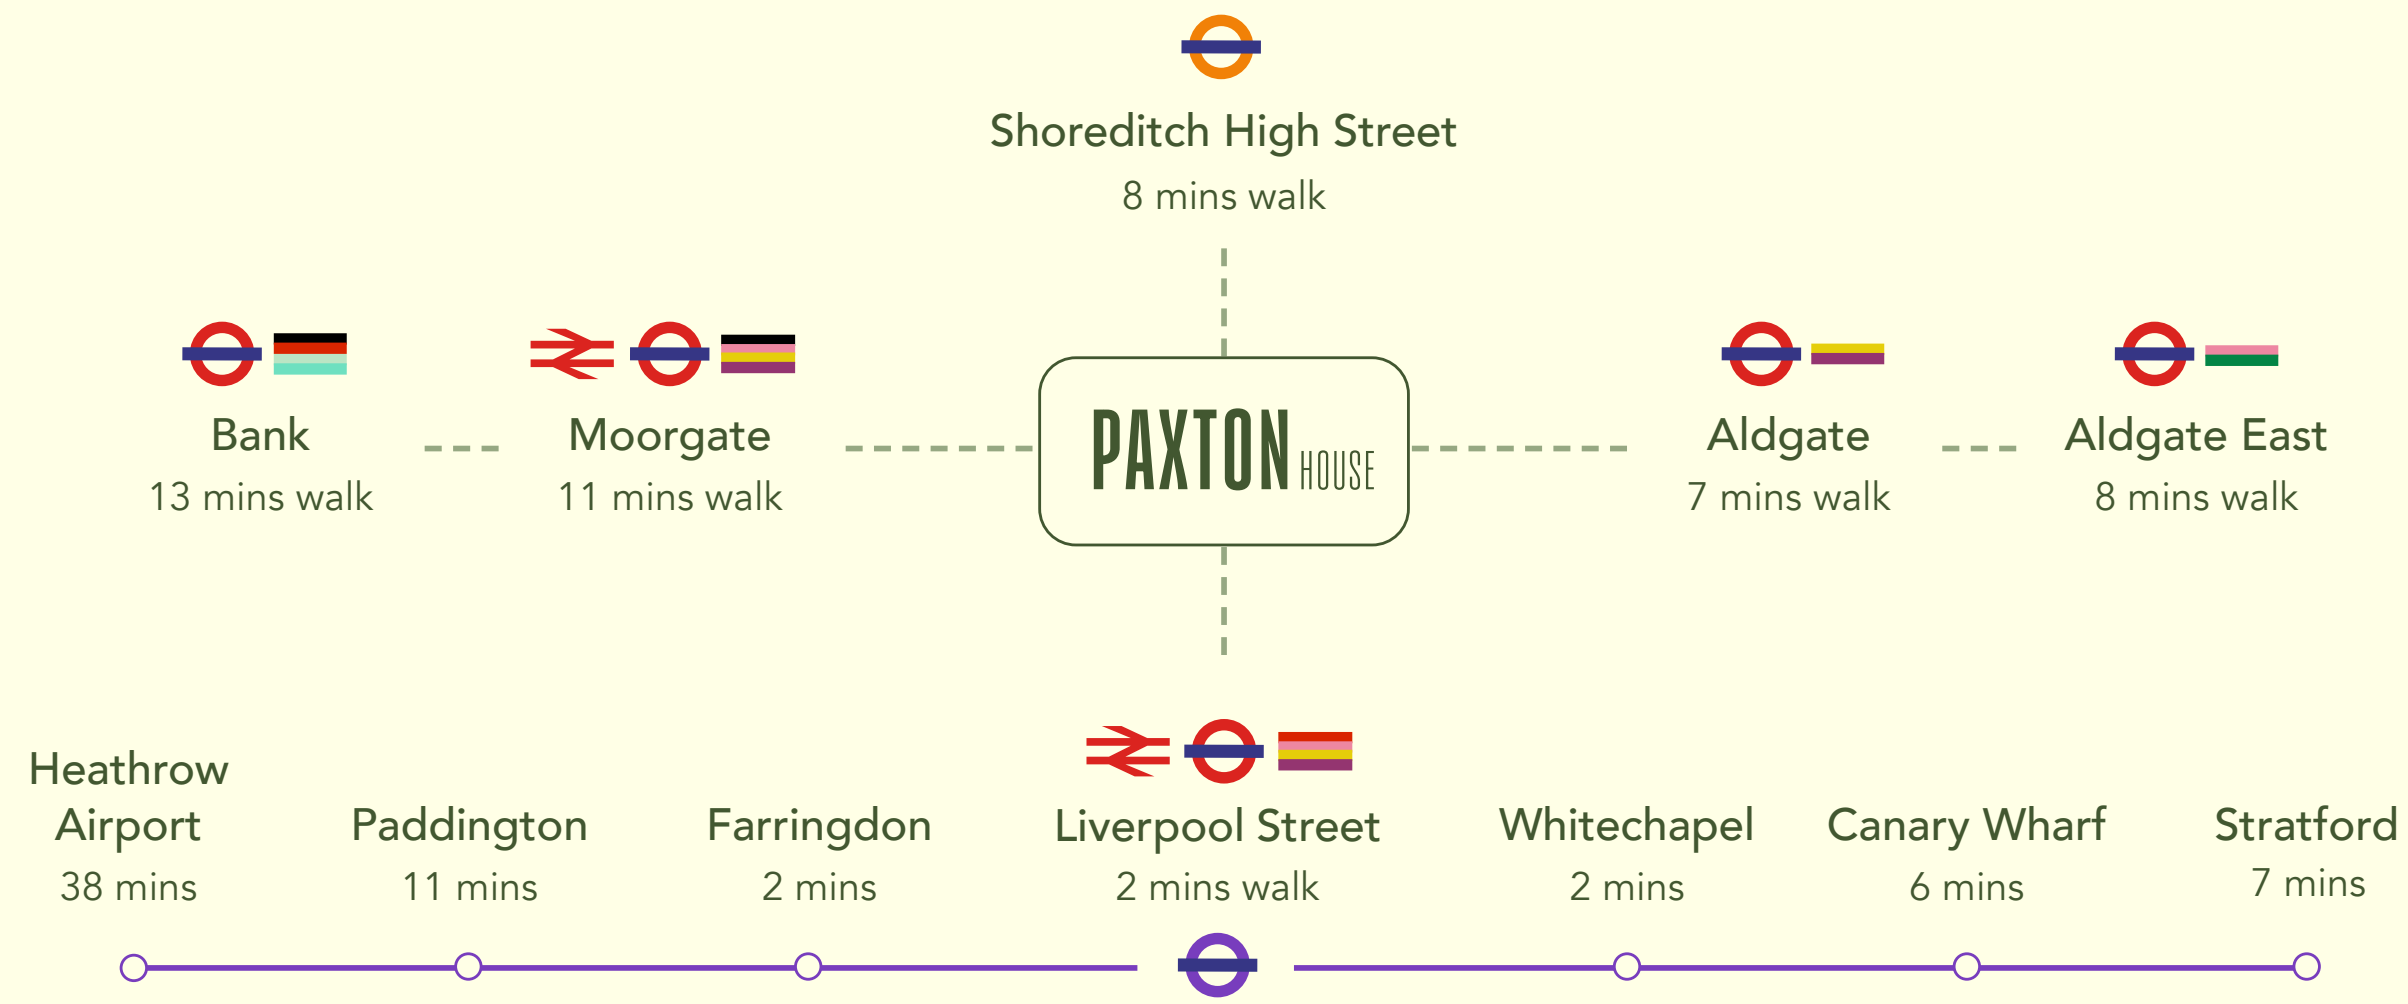 Shoreditch High Street
8 mins walk
Bank
13 mins walk
Moorgate
11 mins walk
PAXTON HOUSE
Aldgate
7 mins walk
Aldgate East
8 mins walk
Heathrow
Airport
38 mins
Paddington
11 mins
Farringdon
2 mins
Liverpool Street
2 mins walk
Whitechapel
2 mins
Canary Wharf
6 mins
Stratford
7 mins